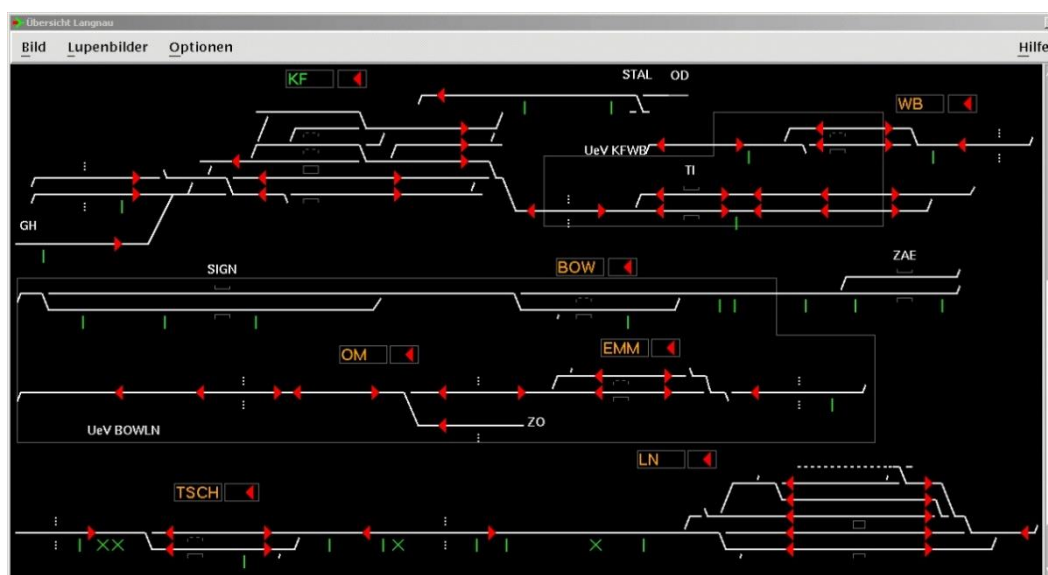 Übersicht Langnau
Bild Lupenbilder Optionen Hilfe
KF STAL OD
WB
UeV KFWB
TI
GH
SIGN BOW ZAE
OM EMM
ZO
UeV BOWLN
LN
TSCH